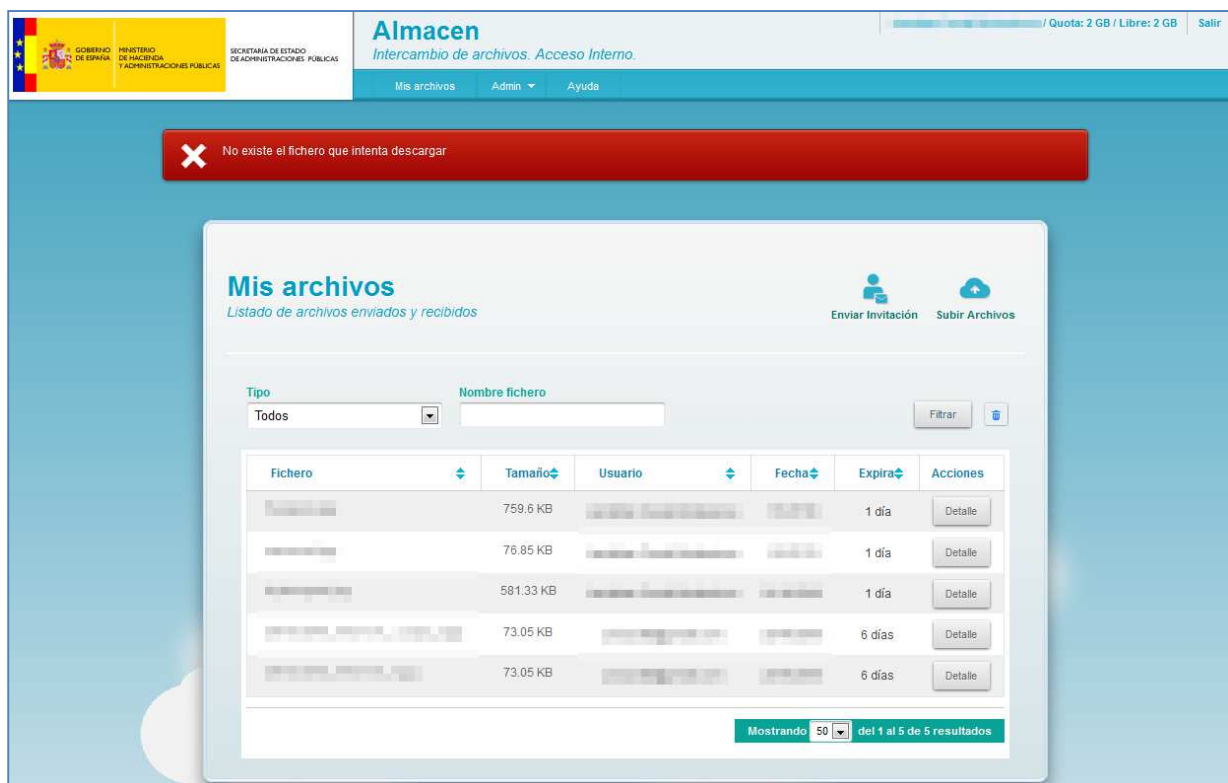 GOBIERNO DE ESPAÑA
MINISTERIO DE HACIENDA Y ADMINISTRACIONES PÚBLICAS
SECRETARÍA DE ESTADO DE ADMINISTRACIONES PÚBLICAS
Almacen
/ Quota: 2 GB / Libre: 2 GB Salir
Intercambio de archivos. Acceso Interno.
Mis archivos Admin Ayuda
No existe el fichero que intenta descargar
Mis archivos
Listado de archivos enviados y recibidos
Enviar Invitación Subir Archivos
Tipo Nombre fichero
Todos Filtrar
Fichero Tamaño Usuario Fecha Expira Acciones
759.6 KB 1 día Detalle
76.85 KB 1 día Detalle
581.33 KB 1 día Detalle
73.05 KB 6 días Detalle
73.05 KB 6 días Detalle
Mostrando 50 del 1 al 5 de 5 resultados